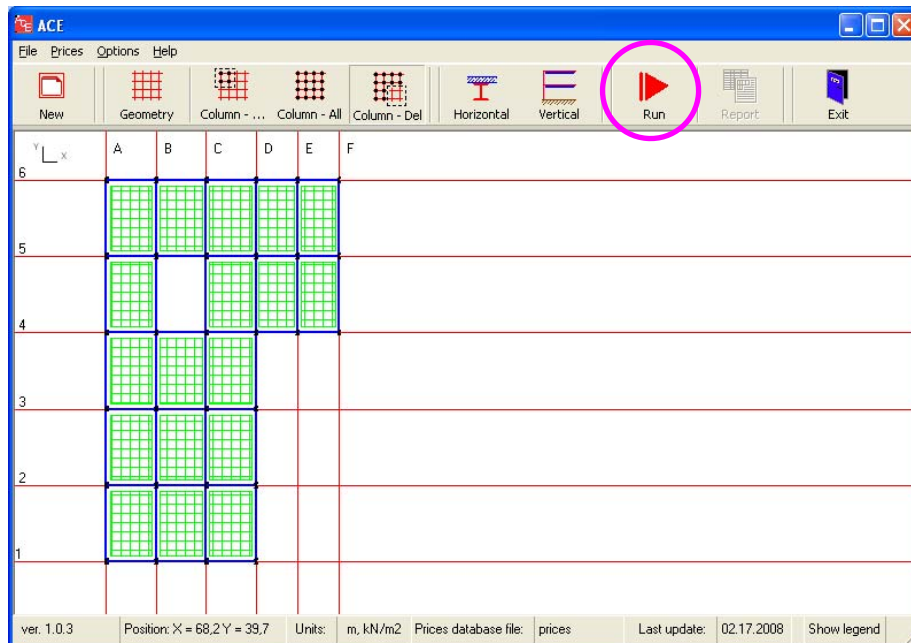 ACE
File Prices Options Help
New Geometry Column - ... Column - All Column - Del Horizontal Vertical Run Report Exit
Y X A B C D E F
6
5
4
3
2
1
ver. 1.0.3 Position: X = 68,2 Y = 39,7 Units: m, kN/m2 Prices database file: prices Last update: 02.17.2008 Show legend